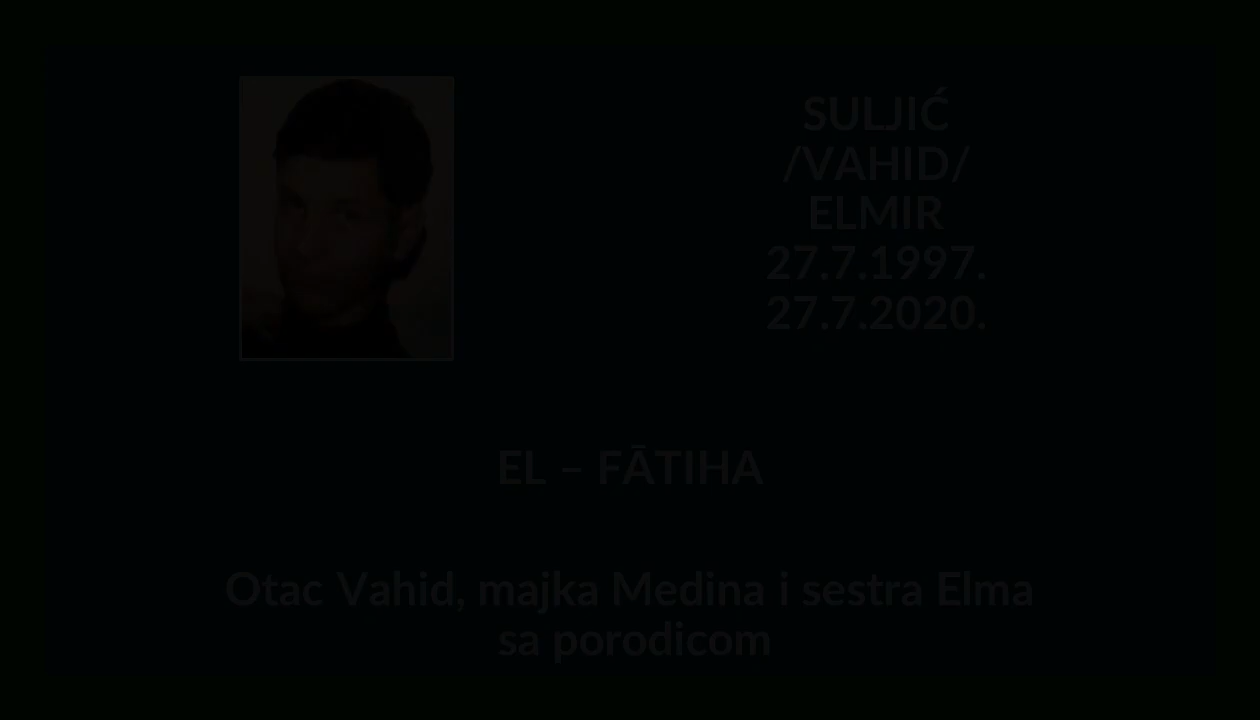 SULJIĆ
/VAHID/
ELMIR
27.7.1997.
27.7.2020.
EL – FĀTIHA
Otac Vahid, majka Medina i sestra Elma
sa porodicom